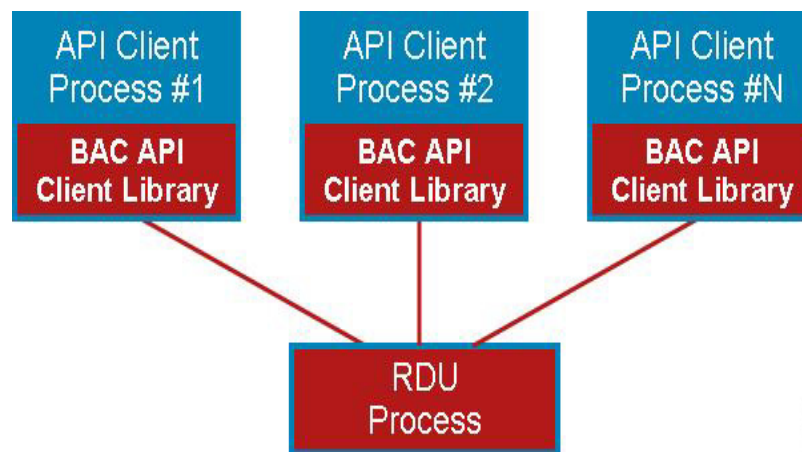 API Client
Process #1
BAC API
Client Library
API Client
Process #2
BAC API
Client Library
API Client
Process #N
BAC API
Client Library
RDU
Process